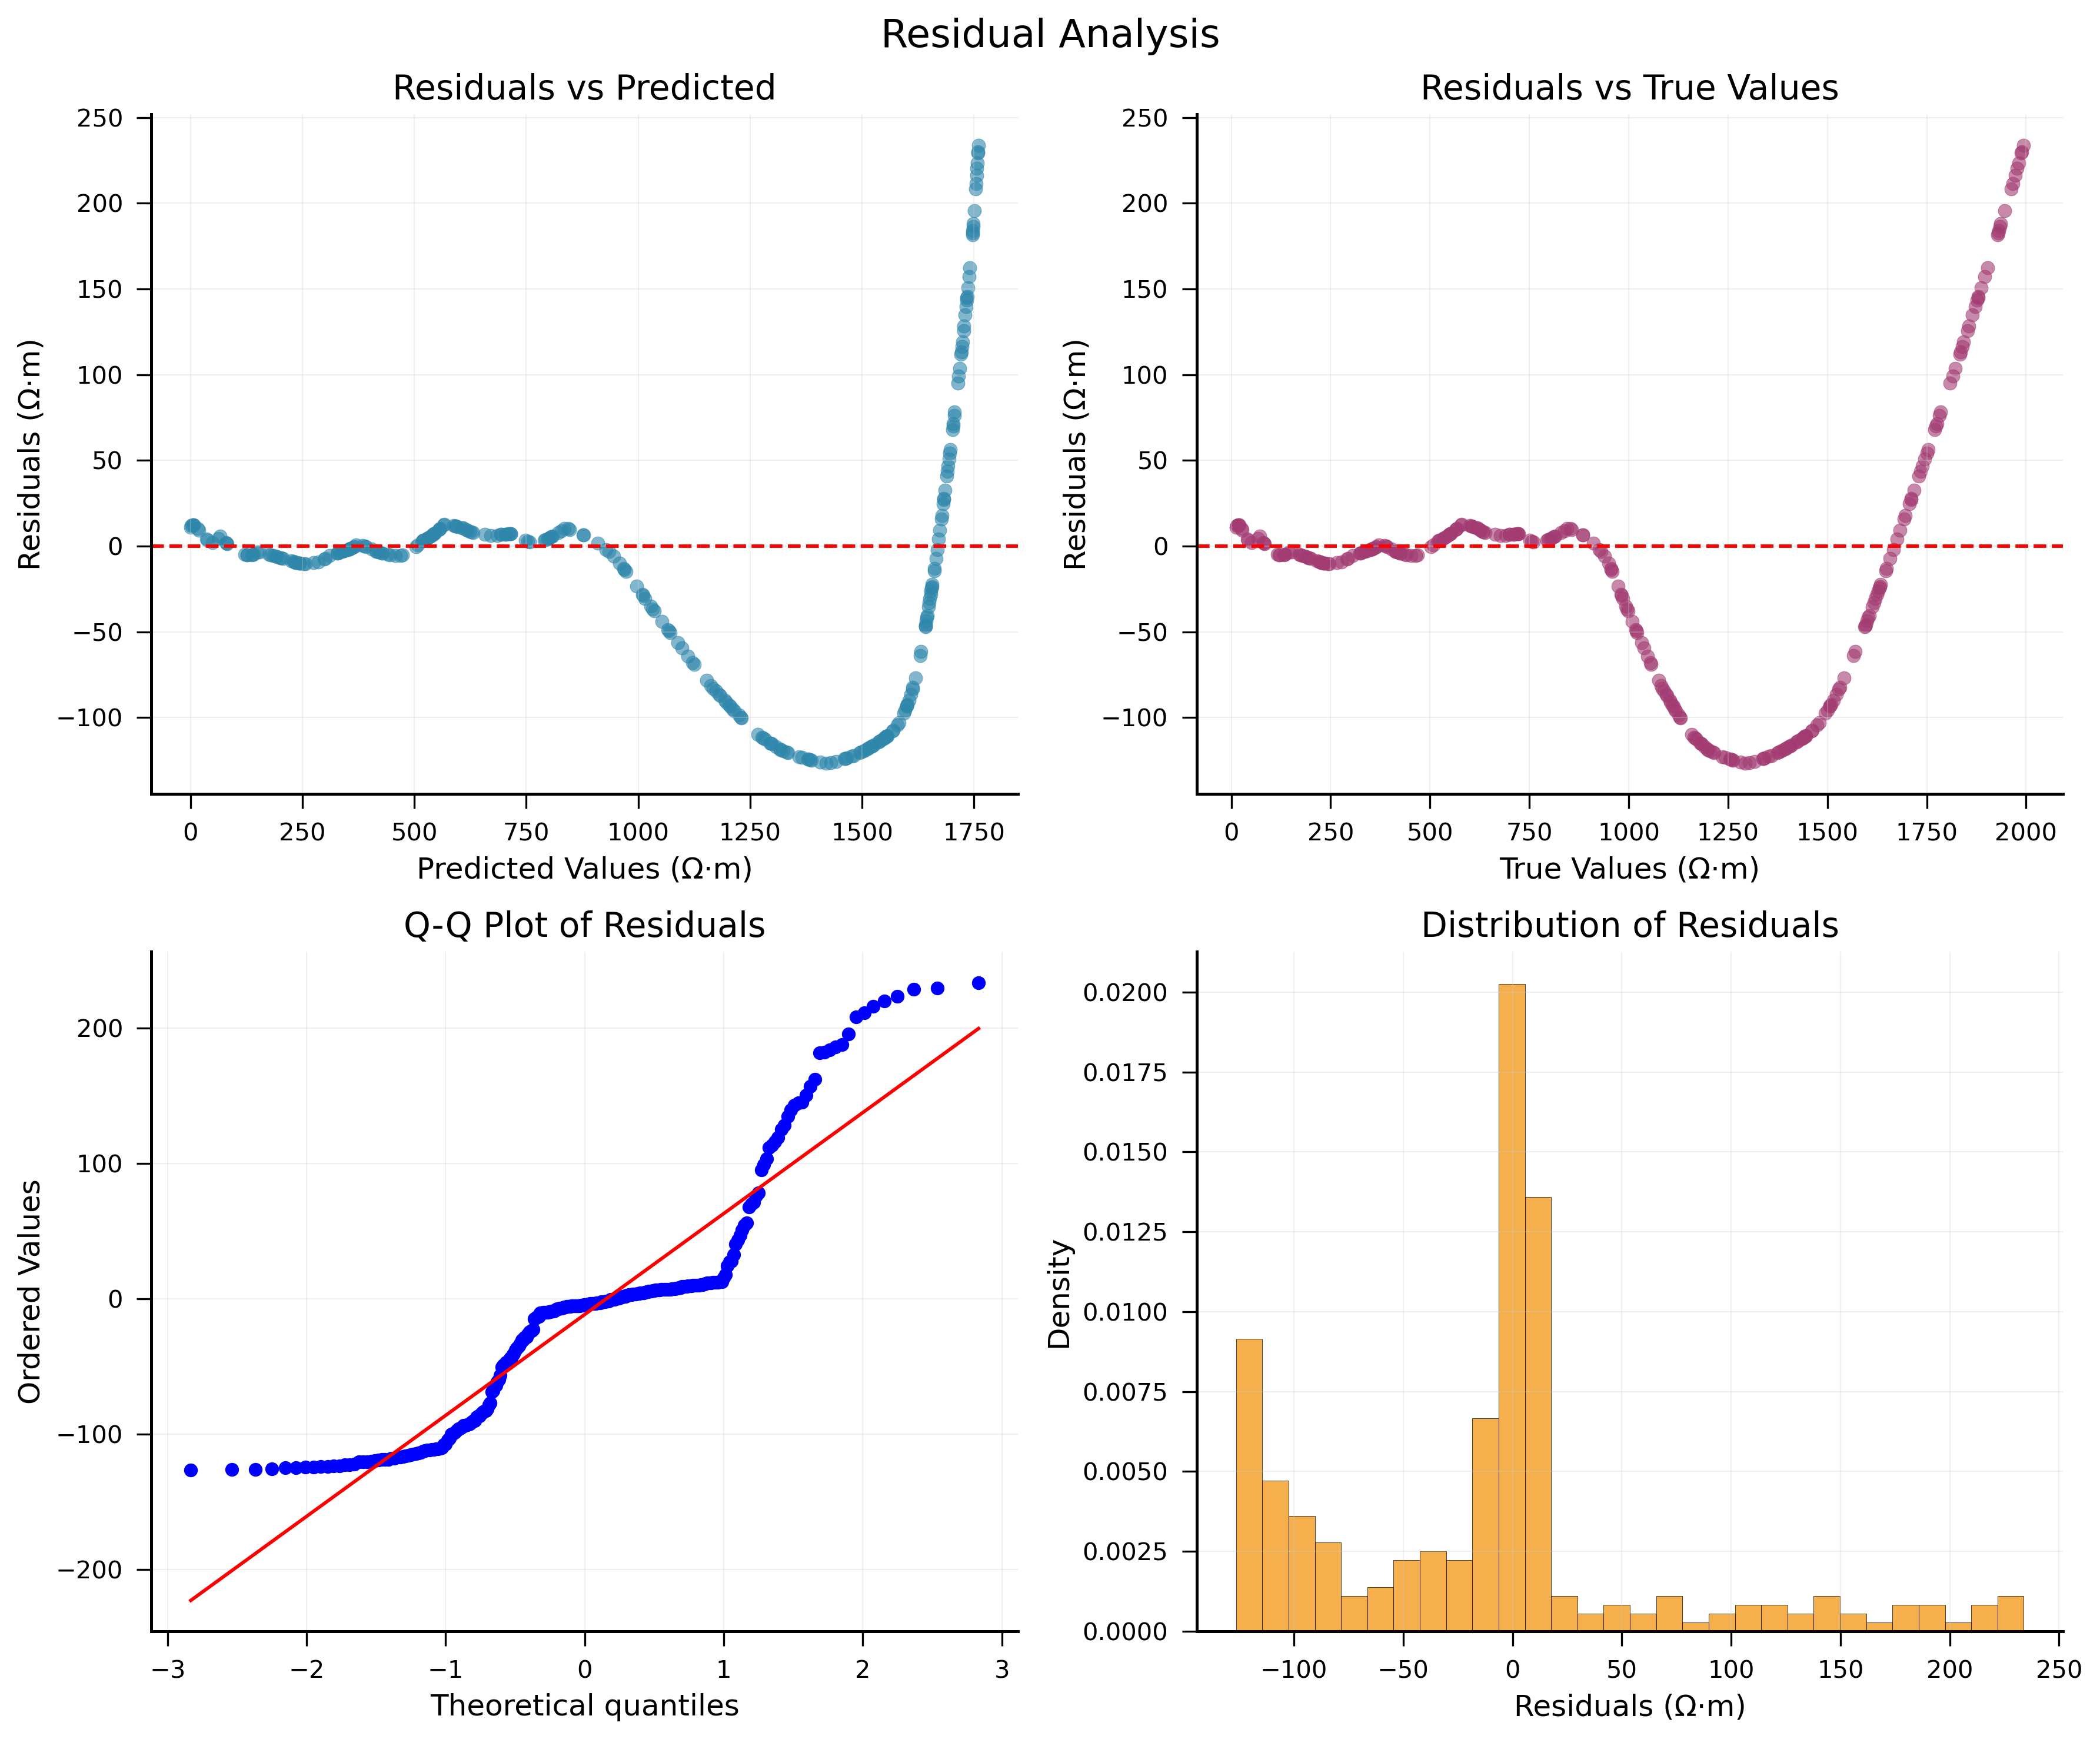 Residual Analysis
Residuals vs Predicted
250
200
150
100
50
0
−50
−100
Residuals (Ω·m)
0 250 500 750 1000 1250 1500 1750
Predicted Values (Ω·m)
Residuals vs True Values
250
200
150
100
50
0
−50
−100
Residuals (Ω·m)
0 250 500 750 1000 1250 1500 1750 2000
True Values (Ω·m)
Q-Q Plot of Residuals
200
100
0
−100
−200
Ordered Values
−3 −2 −1 0 1 2 3
Theoretical quantiles
Distribution of Residuals
0.0200
0.0175
0.0150
0.0125
0.0100
0.0075
0.0050
0.0025
0.0000
Density
−100 −50 0 50 100 150 200 250
Residuals (Ω·m)